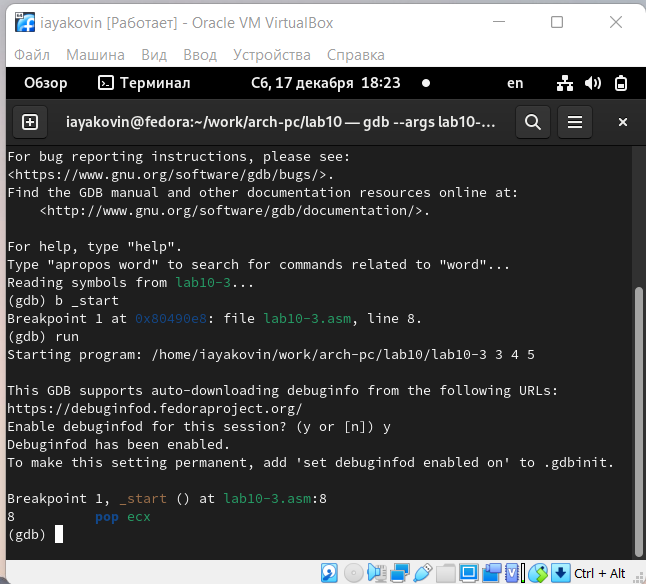 iayakovin [Работает] - Oracle VM VirtualBox
Файл Машина Вид Ввод Устройства Справка
Обзор Терминал Сб, 17 декабря 18:23 en
iayakovin@fedora:~/work/arch-pc/lab10 — gdb --args lab10-...
For bug reporting instructions, please see:
<https://www.gnu.org/software/gdb/bugs/>.
Find the GDB manual and other documentation resources online at:
    <http://www.gnu.org/software/gdb/documentation/>.

For help, type "help".
Type "apropos word" to search for commands related to "word"...
Reading symbols from lab10-3...
(gdb) b _start
Breakpoint 1 at 0x80490e8: file lab10-3.asm, line 8.
(gdb) run
Starting program: /home/iayakovin/work/arch-pc/lab10/lab10-3 3 4 5

This GDB supports auto-downloading debuginfo from the following URLs:
https://debuginfod.fedoraproject.org/
Enable debuginfod for this session? (y or [n]) y
Debuginfod has been enabled.
To make this setting permanent, add 'set debuginfod enabled on' to .gdbinit.

Breakpoint 1, _start () at lab10-3.asm:8
8          pop ecx
(gdb)
Ctrl + Alt